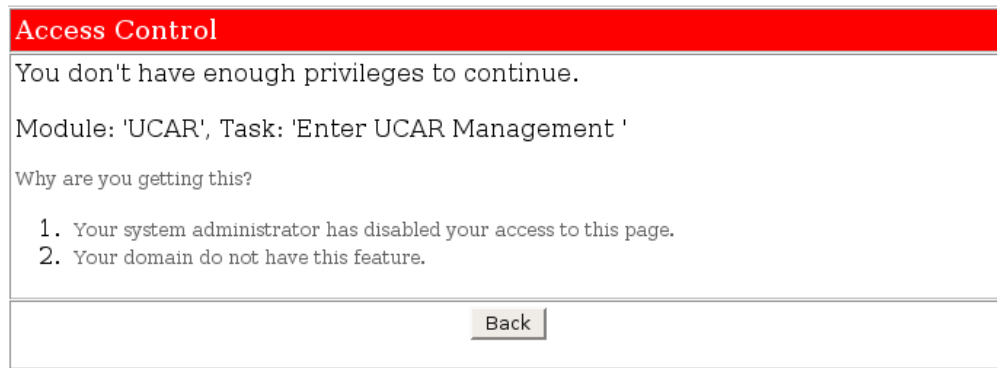 Access Control
You don't have enough privileges to continue.
Module: 'UCAR', Task: 'Enter UCAR Management '
Why are you getting this?
1. Your system administrator has disabled your access to this page.
2. Your domain do not have this feature.
Back